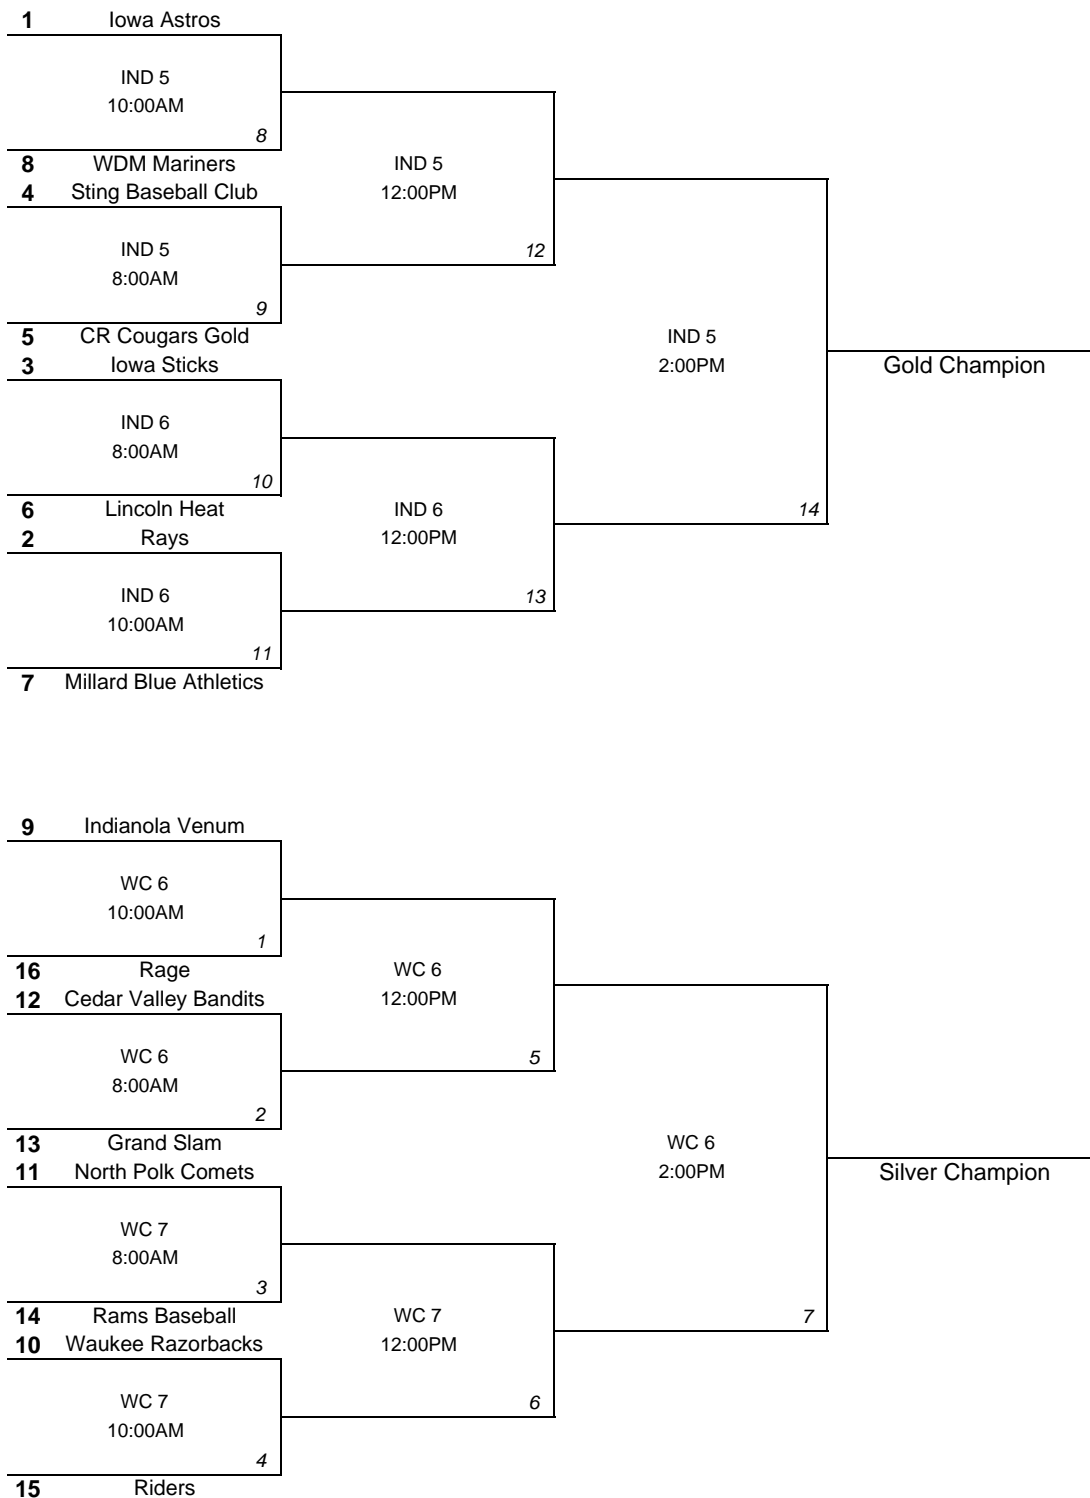 1 Iowa Astros
IND 5
10:00AM
8
8 WDM Mariners IND 5
4 Sting Baseball Club 12:00PM
IND 5 12
8:00AM
9
5 CR Cougars Gold IND 5
3 Iowa Sticks 2:00PM Gold Champion
IND 6
8:00AM
10
6 Lincoln Heat IND 6 14
2 Rays 12:00PM
IND 6 13
10:00AM
11
7 Millard Blue Athletics
9 Indianola Venum
WC 6
10:00AM
1
16 Rage WC 6
12 Cedar Valley Bandits 12:00PM
WC 6 5
8:00AM
2
13 Grand Slam WC 6
11 North Polk Comets 2:00PM Silver Champion
WC 7
8:00AM
3
14 Rams Baseball WC 7 7
10 Waukee Razorbacks 12:00PM
WC 7 6
10:00AM
4
15 Riders